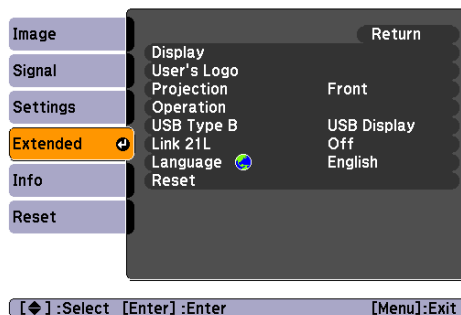 Image
Signal
Settings
Extended
Info
Reset
Return
Display
User's Logo
Projection Front
Operation
USB Type B USB Display
Link 21L Off
Language English
Reset
[◆] :Select [Enter] :Enter [Menu]:Exit